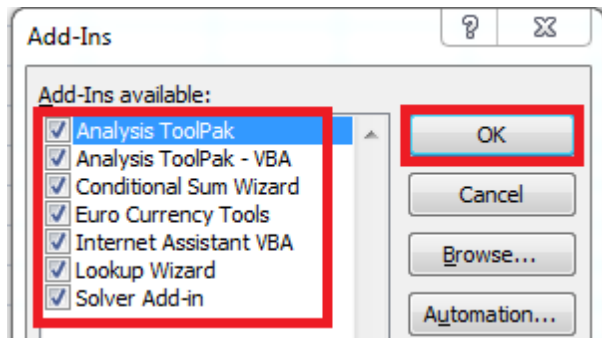 Add-Ins
Add-Ins available:
Analysis ToolPak
Analysis ToolPak - VBA
Conditional Sum Wizard
Euro Currency Tools
Internet Assistant VBA
Lookup Wizard
Solver Add-in
OK
Cancel
Browse...
Automation...